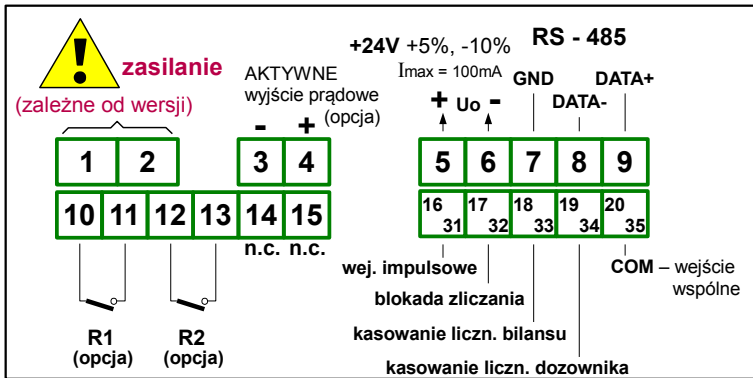 zasilanie
(zależne od wersji)
AKTYWNE
wyjście prądowe
(opcja)
- +
+24V +5%, -10%
Imax = 100mA
+ Uo -
RS - 485
GND
DATA-
DATA+
1 2
3 4
5 6 7 8 9
10 11 12 13 14 15
16 31 17 32 18 33 19 34 20 35
n.c. n.c.
R1
(opcja)
R2
(opcja)
wej. impulsowe
blokada zliczania
kasowanie liczn. bilansu
kasowanie liczn. dozownika
COM – wejście
wspólne